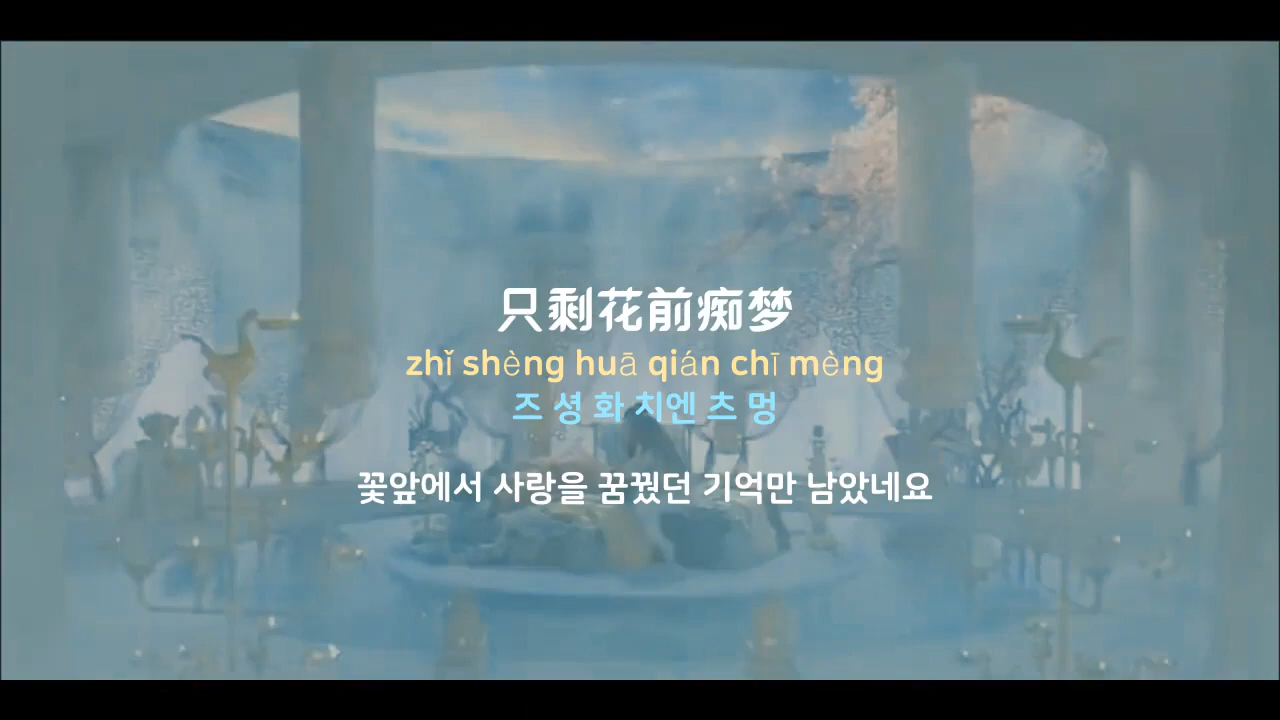 只剩花前痴梦
zhǐ shèng huā qián chī mèng
즈 셩 화 치엔 츠 멍
꽃앞에서 사랑을 꿈꿨던 기억만 남았네요